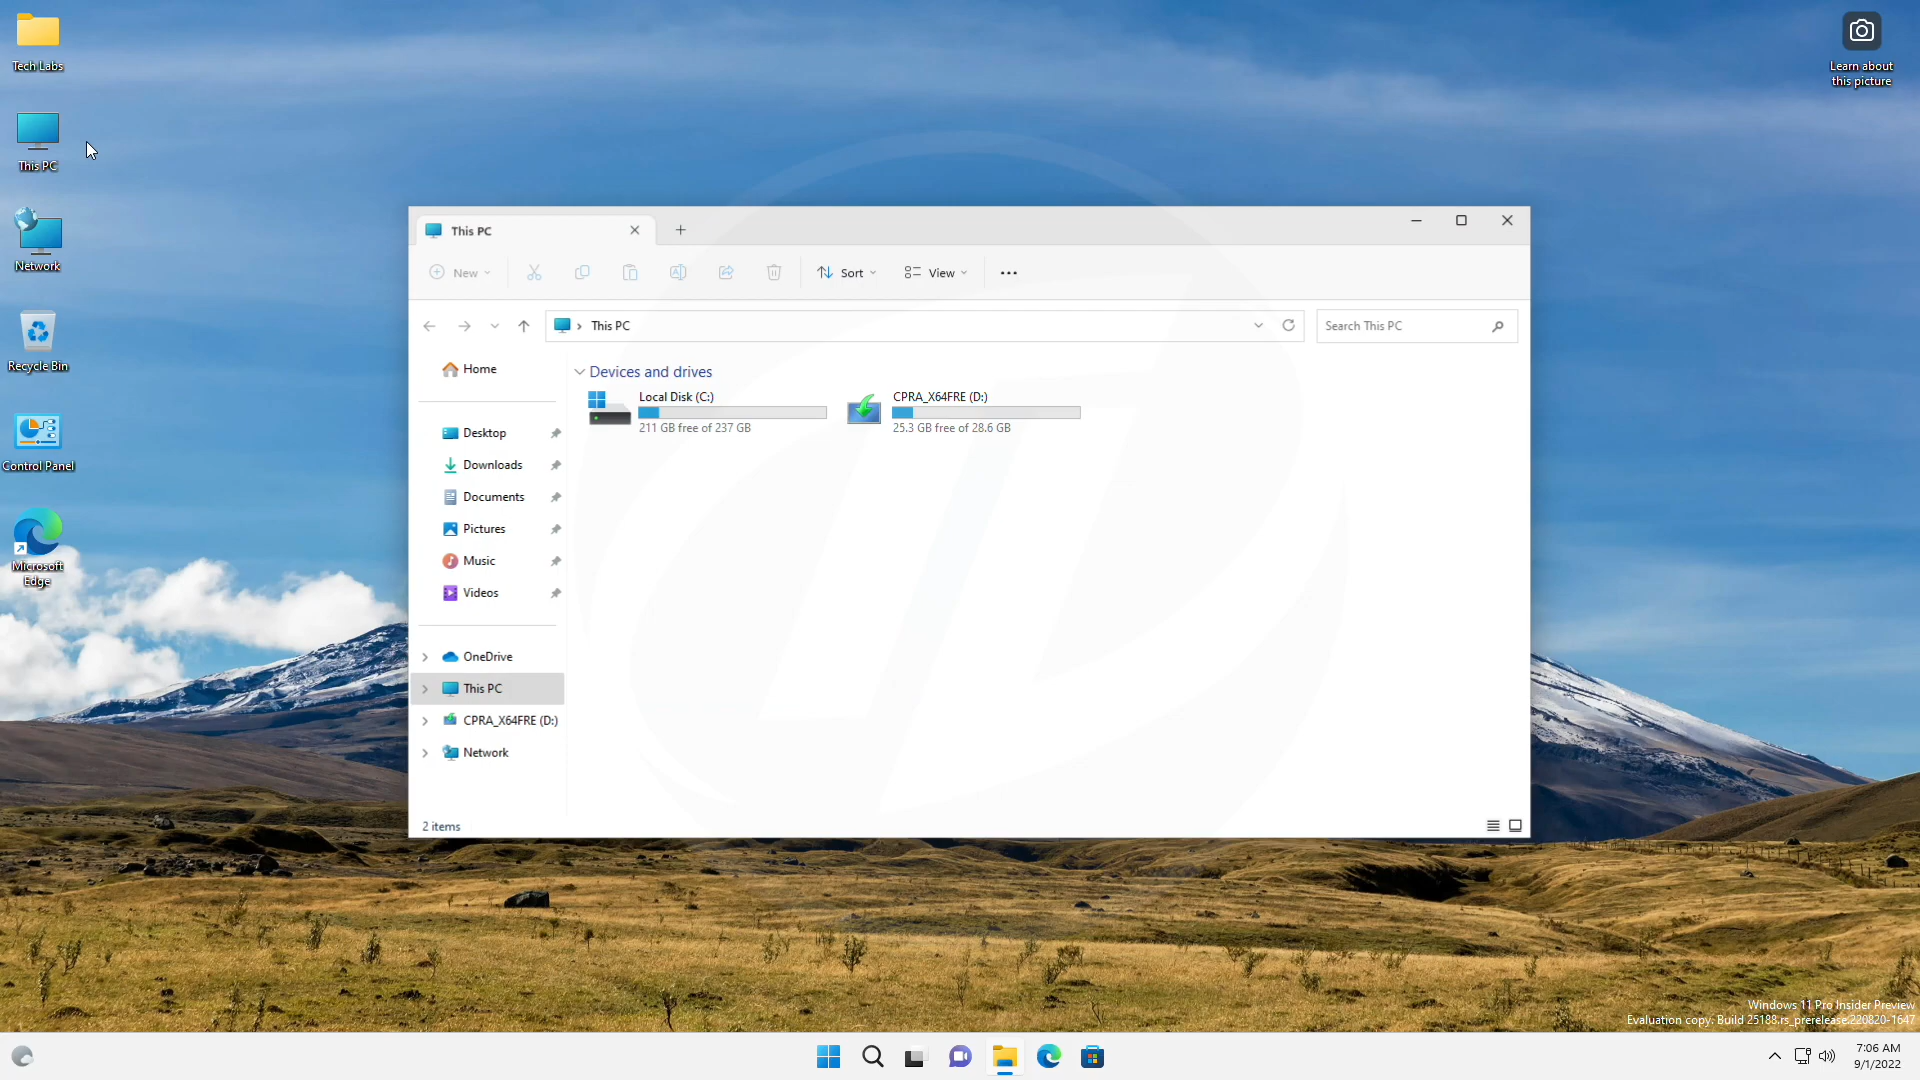 Tech Labs
This PC
Network
Recycle Bin
Control Panel
Microsoft
Edge
Learn about
this picture
This PC
New
Sort
View
This PC
Search This PC
Home
Desktop
Downloads
Documents
Pictures
Music
Videos
OneDrive
This PC
CPRA_X64FRE (D:)
Network
Devices and drives
Local Disk (C:)
211 GB free of 237 GB
CPRA_X64FRE (D:)
25.3 GB free of 28.6 GB
2 items
Windows 11 Pro Insider Preview
Evaluation copy. Build 25188.rs_prerelease.220820-1647
7:06 AM
9/1/2022